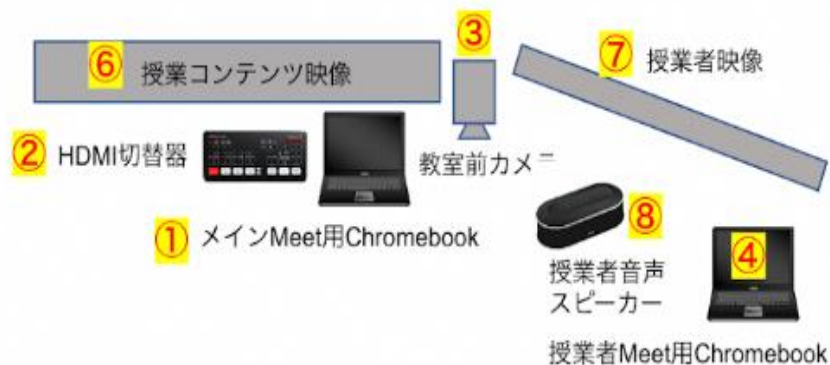 ⑥ 授業コンテンツ映像
③
⑦ 授業者映像
② HDMI切替器
教室前カメ
① メインMeet用Chromebook
⑧
授業者音声
スピーカー
④
授業者Meet用Chromebook